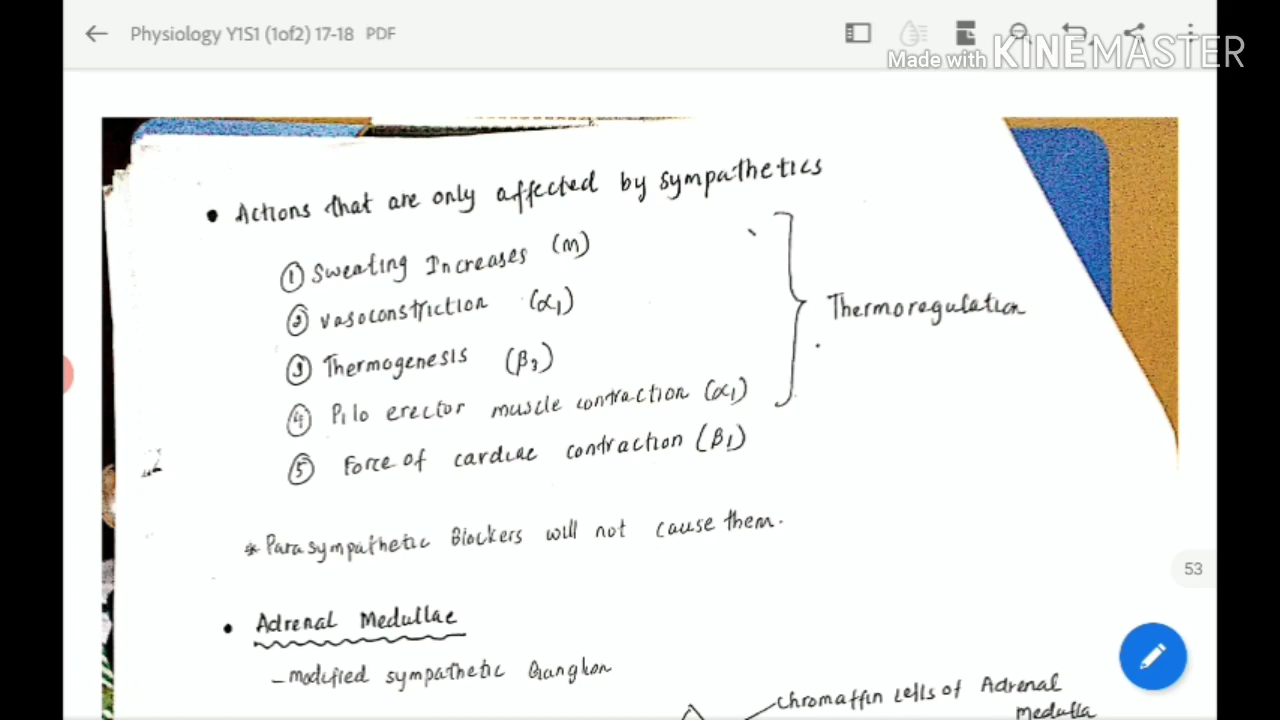 Physiology Y1S1 (1of2) 17-18 PDF
Made with KINEMASTER
• Actions that are only affected by sympathetics
① Sweating Increases (M)
② Vasoconstriction (α1)
③ Thermogenesis (β3)
④ Pilo erector muscle contraction (α1)
Thermoregulation
⑤ Force of cardiac contraction (β1)
* Parasympathetic Blockers will not cause them.
53
• Adrenal Medullae
- modified sympathetic Ganglion
chromaffin cells of Adrenal
Medulla